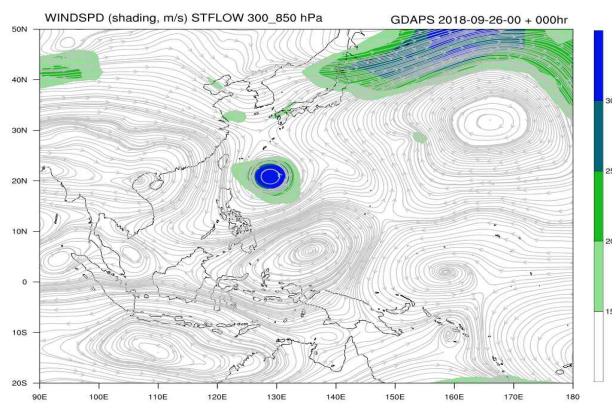 WINDSPD (shading, m/s) STFLOW 300_850 hPa GDAPS 2018-09-26-00 + 000hr
50N
40N
30N
20N
10N
0
10S
20S
90E 100E 110E 120E 130E 140E 150E 160E 170E 180
30
25
20
15